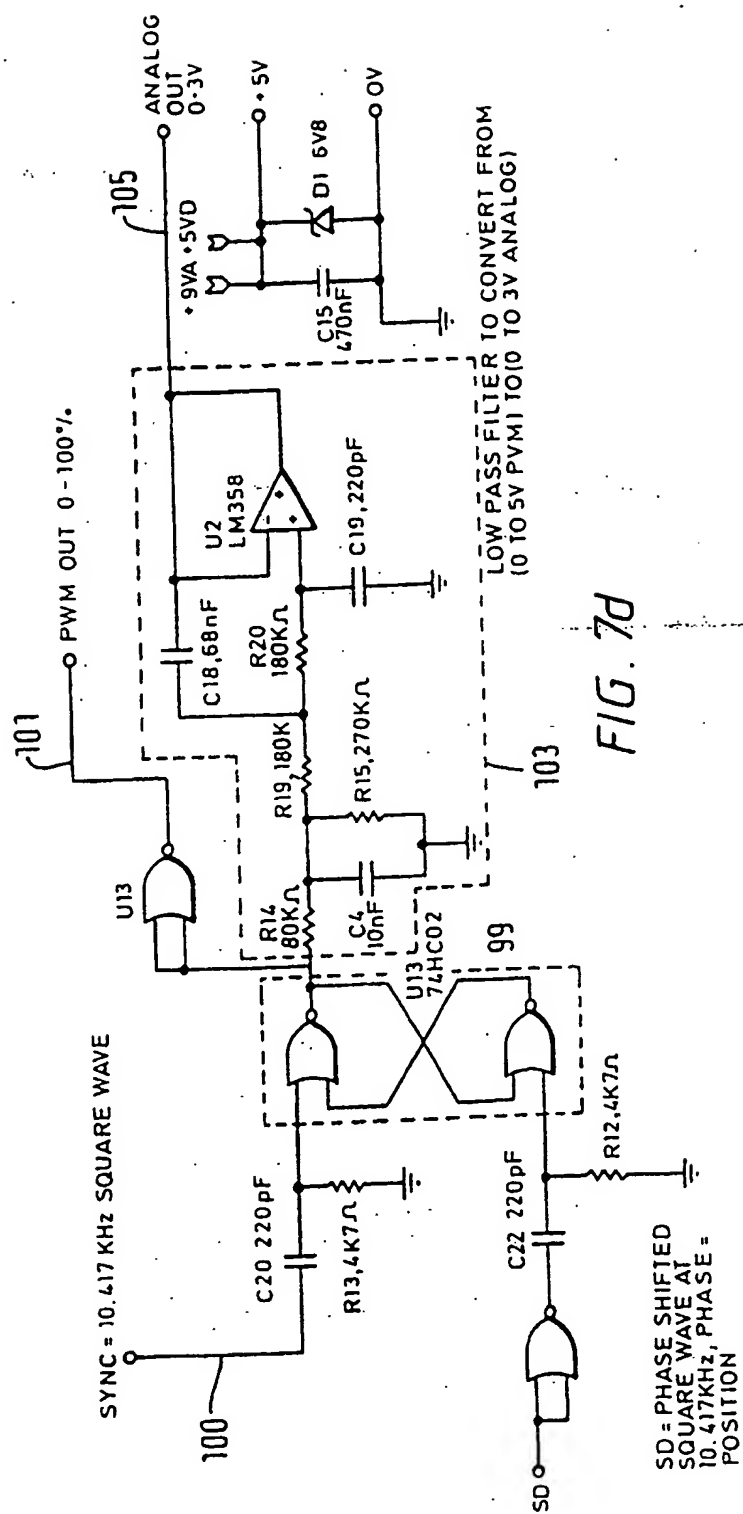 SYNC = 10.417 KHz SQUARE WAVE
100
C20 220pF
R13,4K7Ω
SD
SD = PHASE SHIFTED
SQUARE WAVE AT
10.417KHz, PHASE =
POSITION
C22 220pF
R12,4K7Ω
U13
74HC02
99
U13
101
PWM OUT 0-100%
R14
80KΩ
C4
10nF
R15,270KΩ
R19,180K
C18,68nF
R20
180KΩ
C19,220pF
U2
LM358
-
+
103
LOW PASS FILTER TO CONVERT FROM
(0 TO 5V PVM) TO (0 TO 3V ANALOG)
105
ANALOG
OUT
0-3V
+9VA +5VD
+5V
C15
470nF
D1 6V8
0V
FIG. 7d